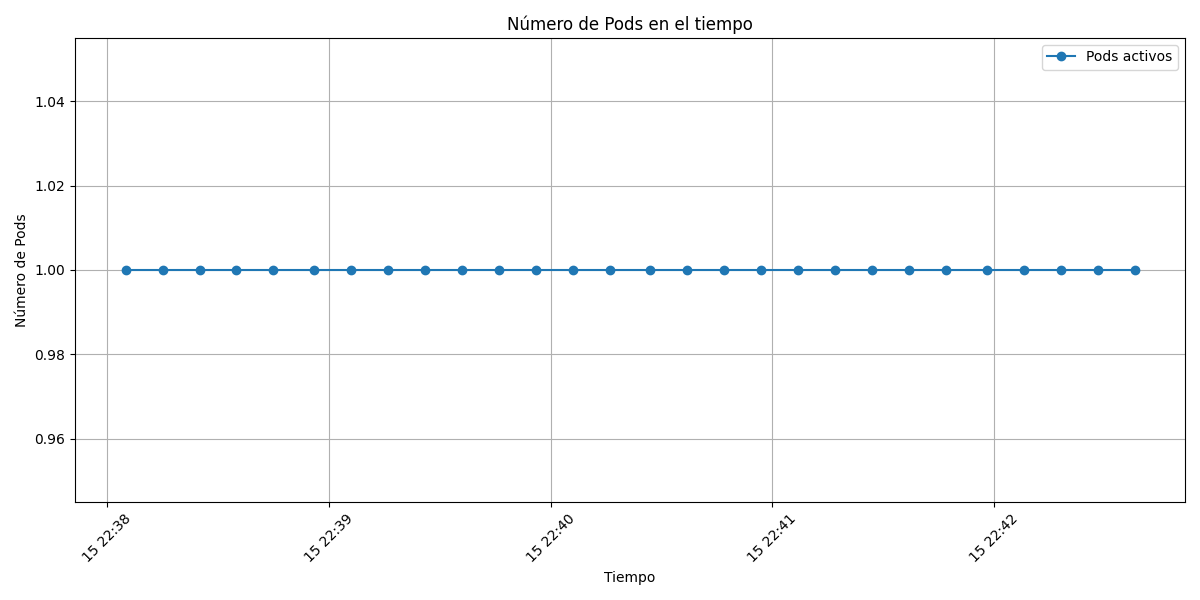 Número de Pods en el tiempo
Pods activos
Número de Pods
1.04
1.02
1.00
0.98
0.96
15 22:38
15 22:39
15 22:40
15 22:41
15 22:42
Tiempo